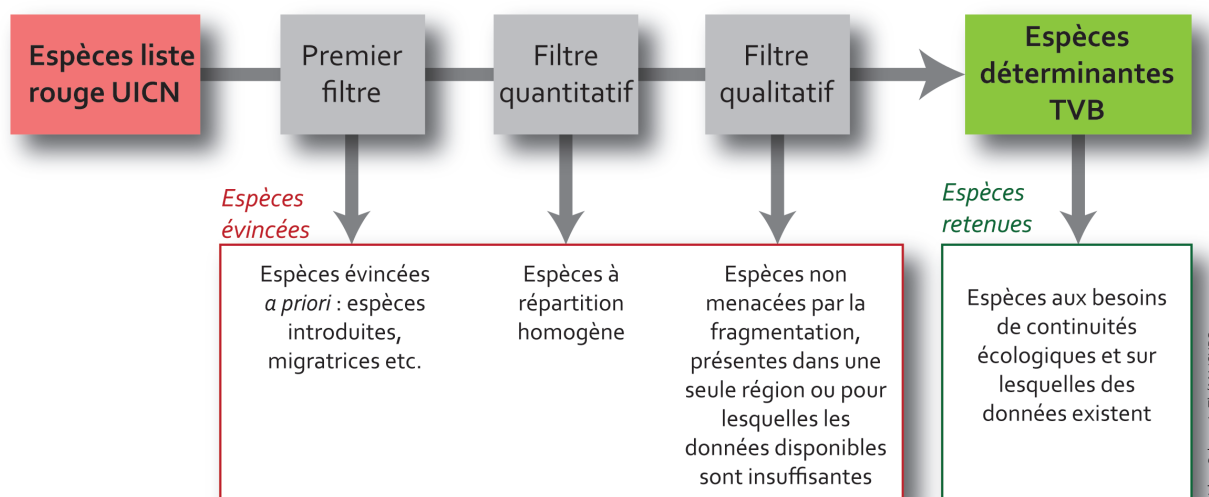 Espèces liste
rouge UICN
Premier
filtre
Filtre
quantitatif
Filtre
qualitatif
Espèces
déterminantes
TVB
Espèces
évincées
Espèces
retenues
Espèces évincées
a priori : espèces
introduites,
migratrices etc.
Espèces à
répartition
homogène
Espèces non
menacées par la
fragmentation,
présentes dans une
seule région ou pour
lesquelles les
données disponibles
sont insuffisantes
Espèces aux besoins
de continuités
écologiques et sur
lesquelles des
données existent